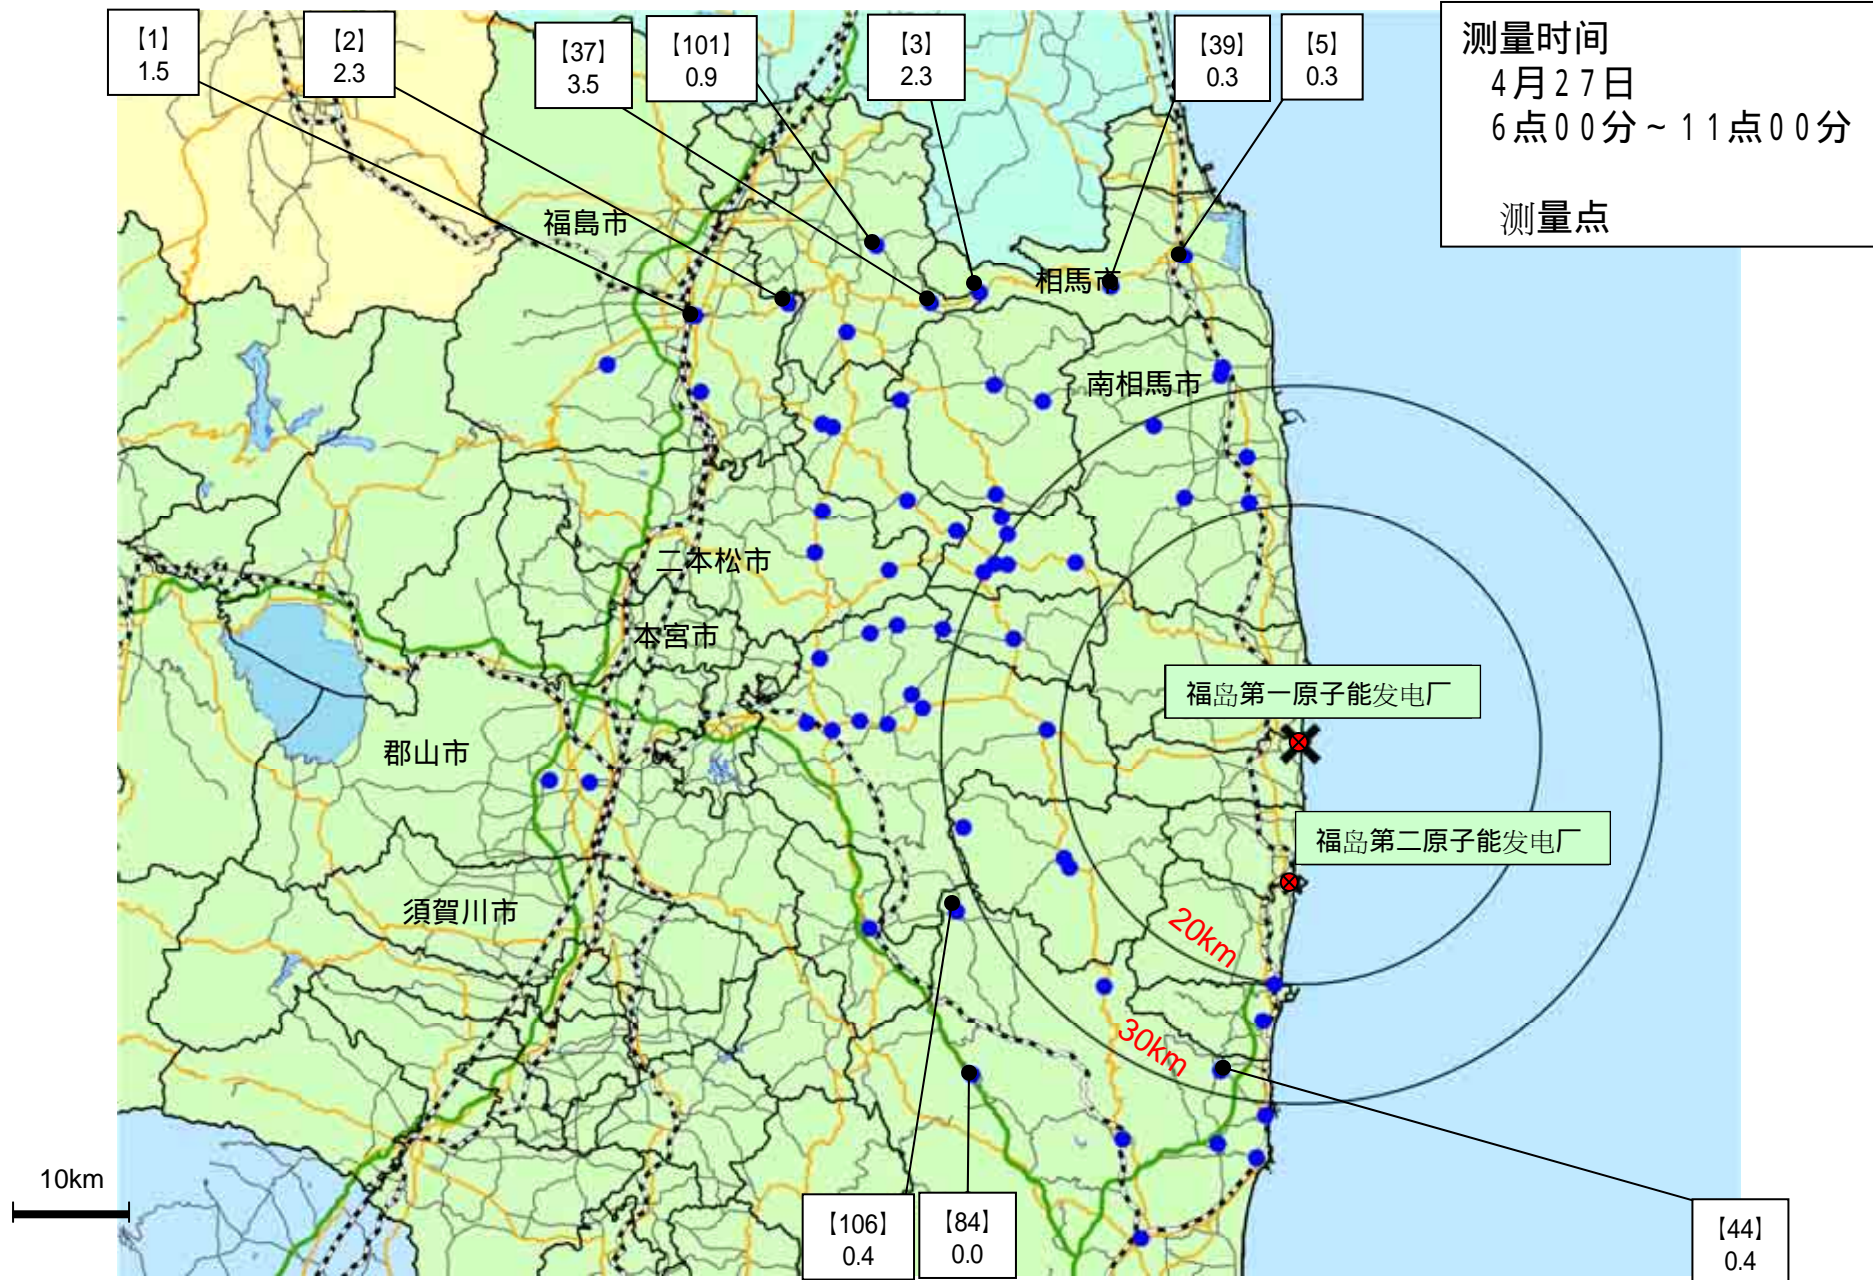 【1】
1.5
【2】
2.3
【37】
3.5
【101】
0.9
【3】
2.3
【39】
0.3
【5】
0.3
测量时间
4月27日
6点00分~11点00分
测量点
福島市
相馬市
南相馬市
二本松市
本宮市
福岛第一原子能发电厂
郡山市
福岛第二原子能发电厂
須賀川市
20km
30km
10km
【106】
0.4
【84】
0.0
【44】
0.4